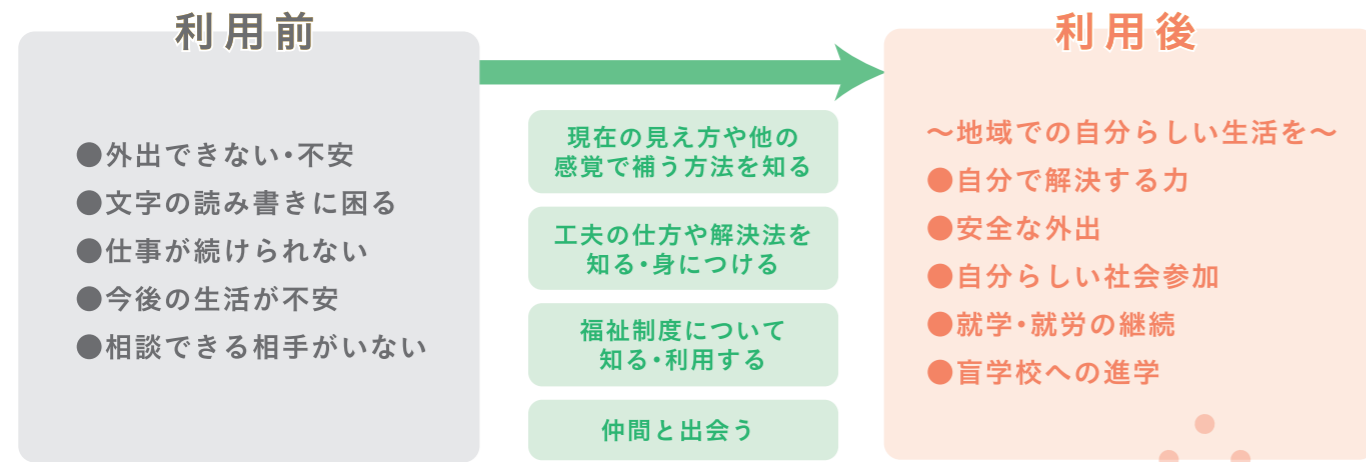 利用前
●外出できない・不安
●文字の読み書きに困る
●仕事が続けられない
●今後の生活が不安
●相談できる相手がいない
現在の見え方や他の
感覚で補う方法を知る
工夫の仕方や解決法を
知る・身につける
福祉制度について
知る・利用する
仲間と出会う
利用後
～地域での自分らしい生活を～
●自分で解決する力
●安全な外出
●自分らしい社会参加
●就学・就労の継続
●盲学校への進学